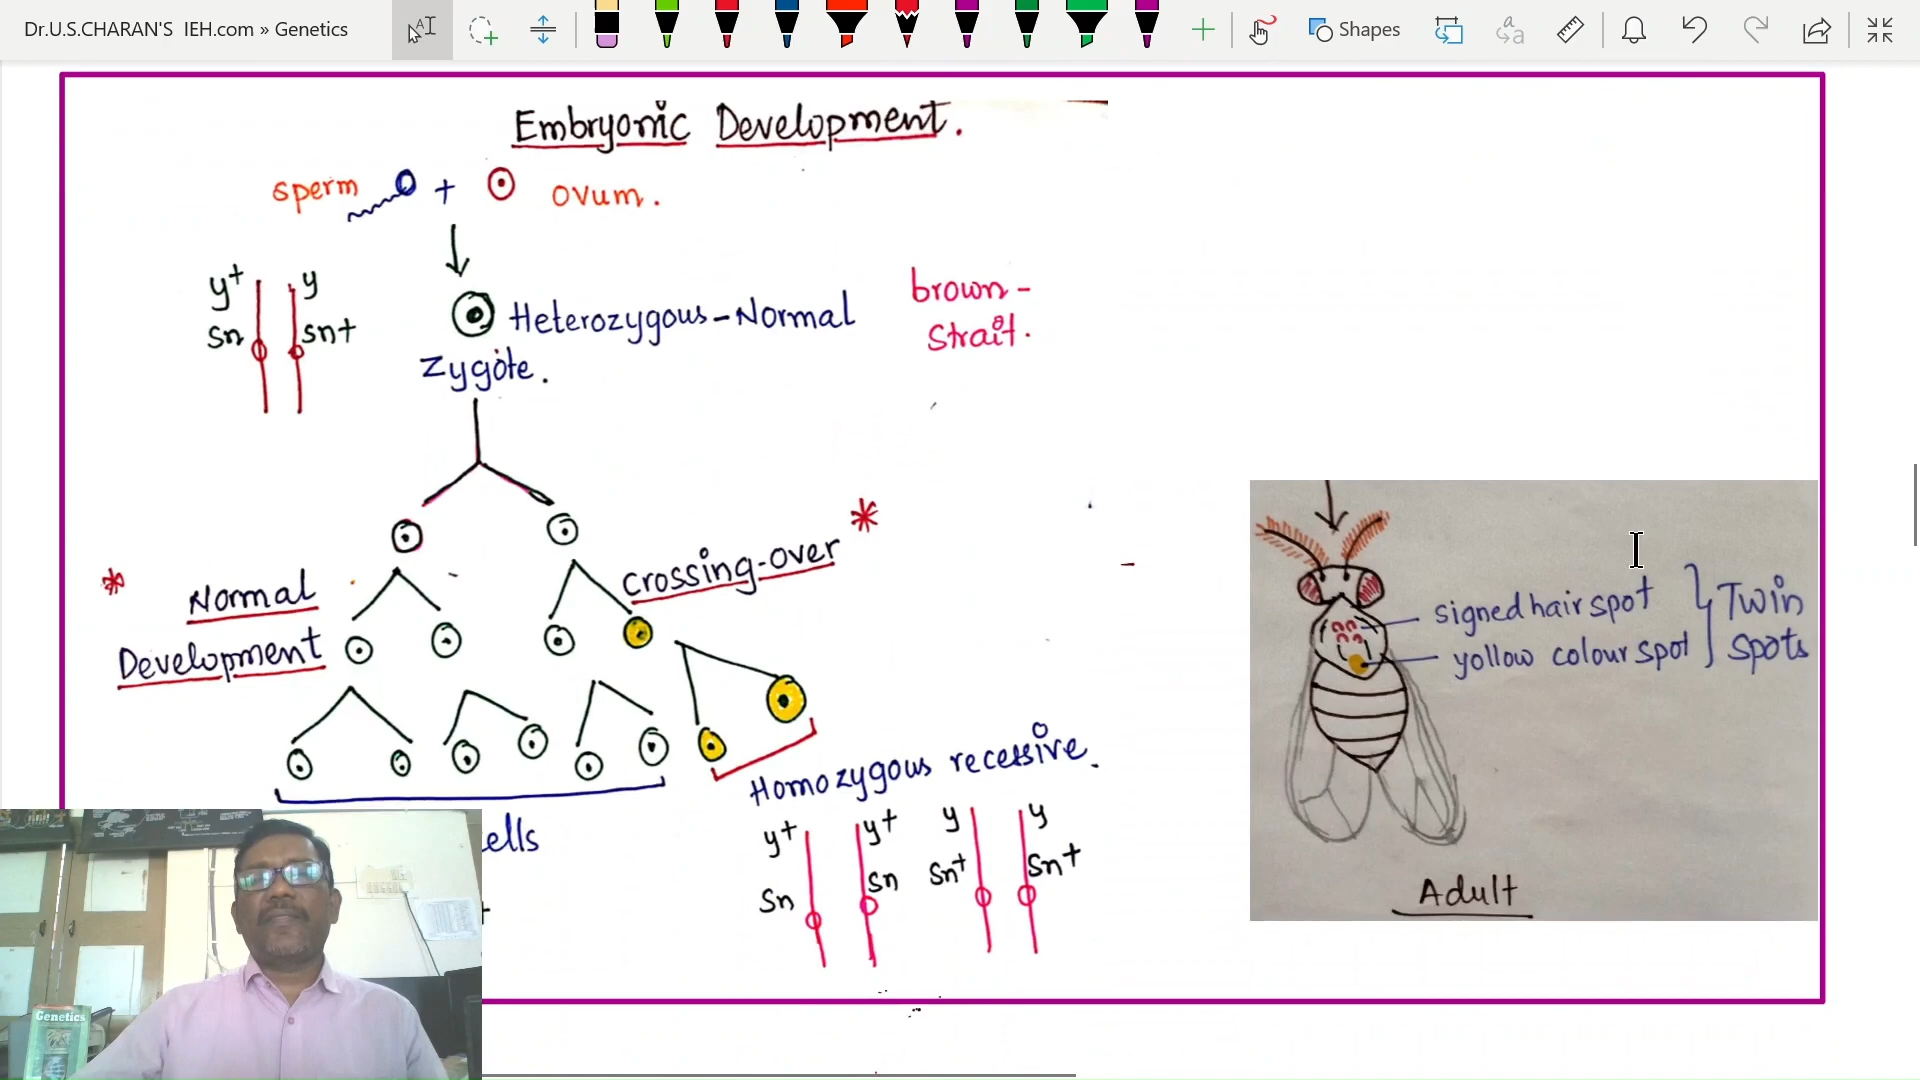 Dr.U.S.CHARAN'S IEH.com » Genetics
Shapes
Embryonic Development.
sperm + ovum.
y+ y
sn sn+
Heterozygous-Normal
Zygote.
brown-
Strait.
*
Crossing-over
*
Normal
Development
signed hair spot
yollow colour spot
Twin
Spots
Homozygous recessive.
ells
y+ y+ y y
Sn sn Sn+ Sn+
Adult
Genetics